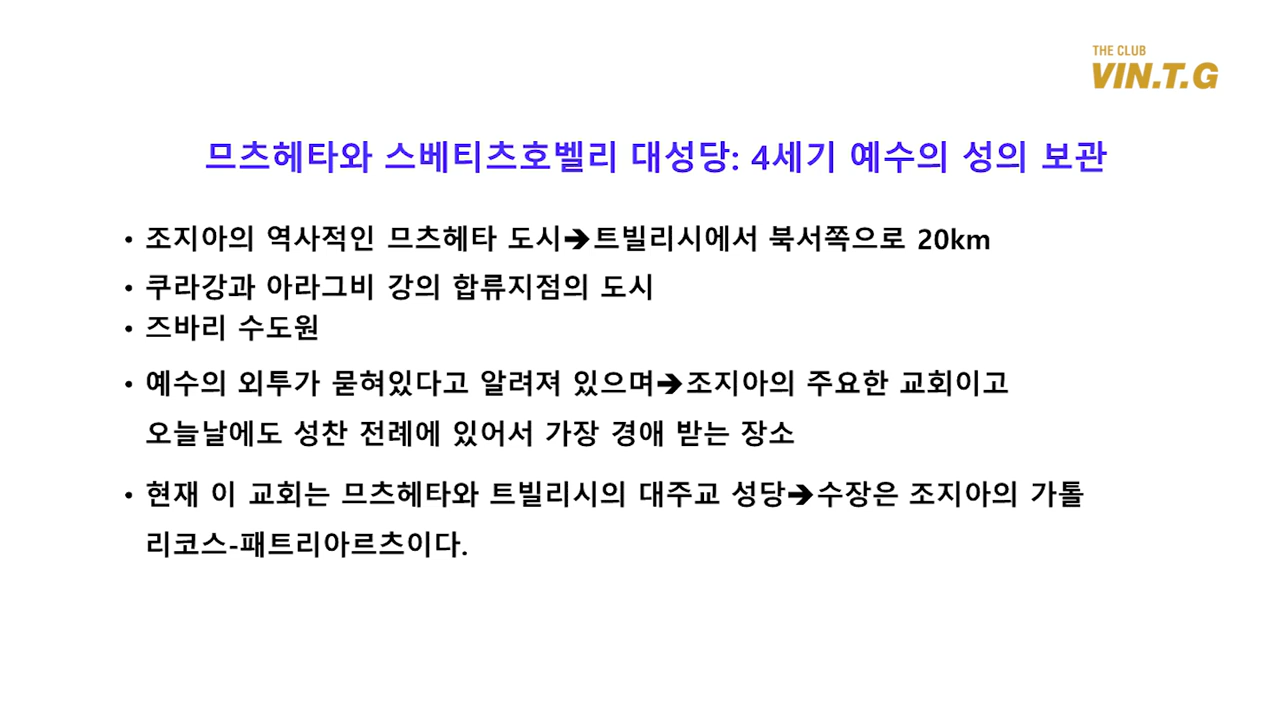 THE CLUB
VIN.T.G
므츠헤타와 스베티츠호벨리 대성당: 4세기 예수의 성의 보관
• 조지아의 역사적인 므츠헤타 도시➔트빌리시에서 북서쪽으로 20km
• 쿠라강과 아라그비 강의 합류지점의 도시
• 즈바리 수도원
• 예수의 외투가 묻혀있다고 알려져 있으며➔조지아의 주요한 교회이고
오늘날에도 성찬 전례에 있어서 가장 경애 받는 장소
• 현재 이 교회는 므츠헤타와 트빌리시의 대주교 성당➔수장은 조지아의 가톨
리코스-패트리아르츠이다.